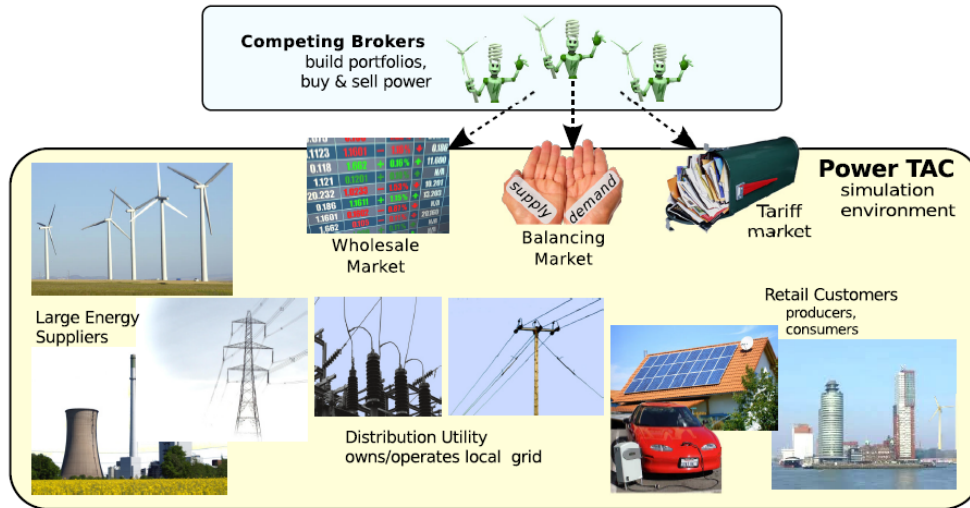 Competing Brokers
build portfolios,
buy & sell power
Power TAC
simulation
environment
supply
demand
Wholesale
Market
Balancing
Market
Tariff
market
Large Energy
Suppliers
Distribution Utility
owns/operates local grid
Retail Customers
producers,
consumers